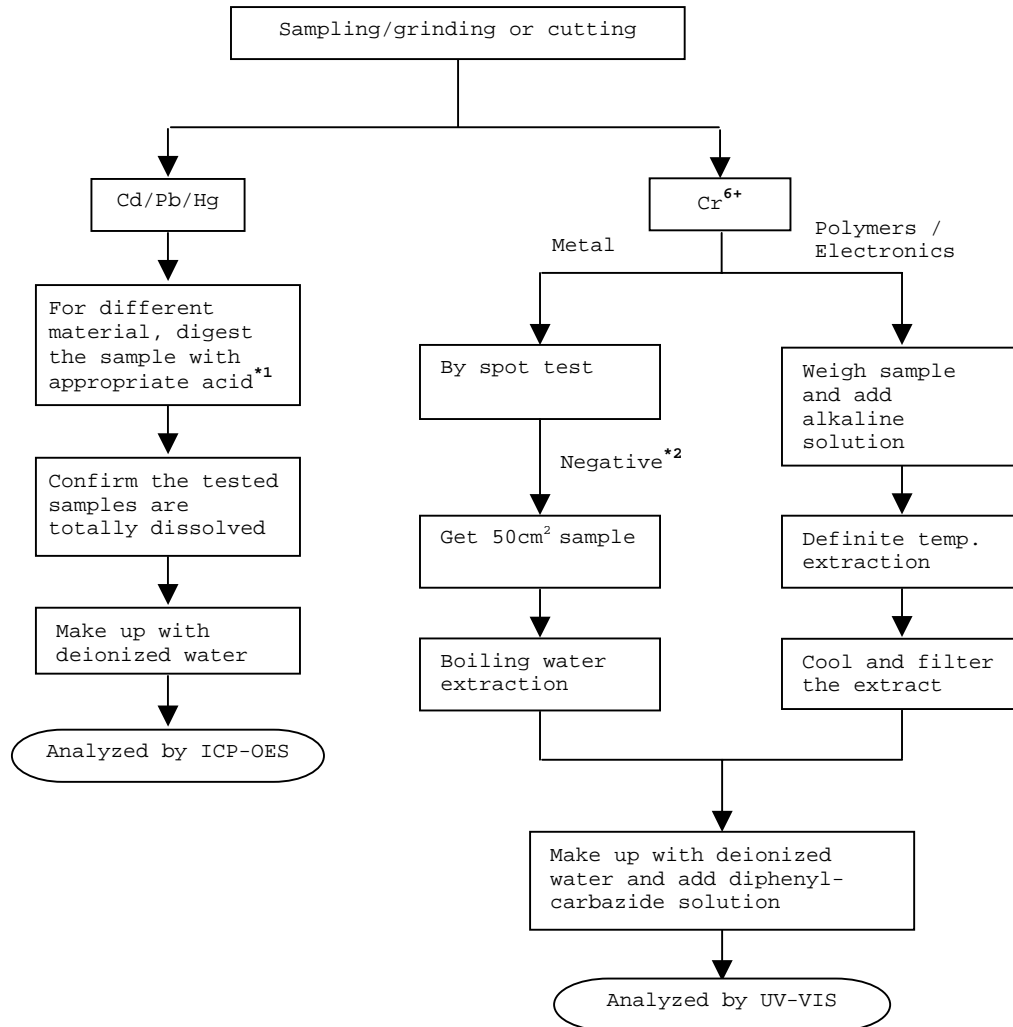 Sampling/grinding or cutting
Cd/Pb/Hg
For different
material, digest
the sample with
appropriate acid*1
Confirm the tested
samples are
totally dissolved
Make up with
deionized water
Analyzed by ICP-OES
Cr6+
Metal
By spot test
Negative*2
Get 50cm2 sample
Boiling water
extraction
Polymers /
Electronics
Weigh sample
and add
alkaline
solution
Definite temp.
extraction
Cool and filter
the extract
Make up with deionized
water and add diphenyl-
carbazide solution
Analyzed by UV-VIS